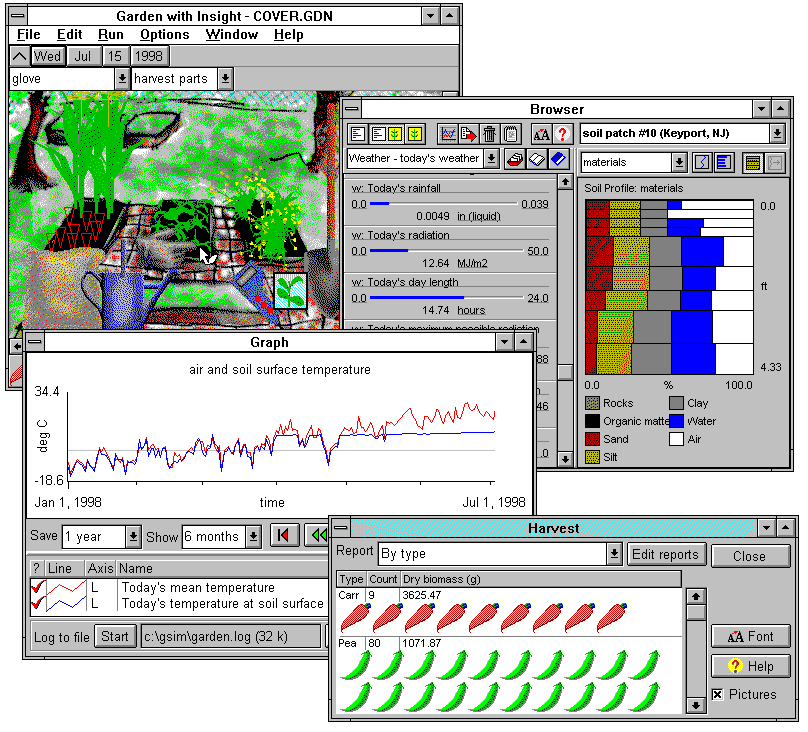 Garden with Insight - COVER.GDN
File Edit Run Options Window Help
Wed Jul 15 1998
glove harvest parts
Browser
soil patch #10 (Keyport, NJ)
Weather - today's weather
materials
w: Today's rainfall
0.0 0.039
0.0049 in (liquid)
w: Today's radiation
0.0 50.0
12.64 MJ/m2
w: Today's day length
0.0 24.0
14.74 hours
w: Today's maximum possible radiation
88
46
.0
Soil Profile: materials
0.0
ft
4.33
0.0 % 100.0
Rocks Clay
Organic matte Water
Sand Air
Silt
Graph
air and soil surface temperature
34.4
deg C
-18.6
Jan 1, 1998 time Jul 1, 1998
Save 1 year Show 6 months
? Line Axis Name
L Today's mean temperature
L Today's temperature at soil surface
Log to file Start c:\gsim\garden.log (32 k)
Harvest
Report By type Edit reports Close
Type Count Dry biomass (g)
Carr 9 3625.47
Pea 80 1071.87
AA Font
? Help
Pictures